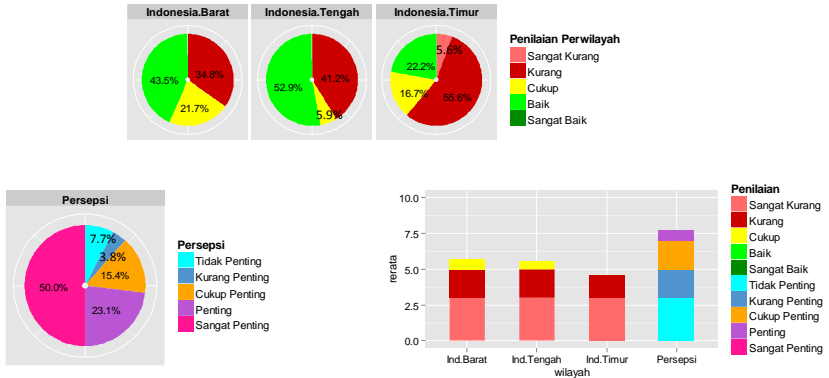 Indonesia.Barat
Indonesia.Tengah
Indonesia.Timur
43.5%
34.8%
21.7%
52.9%
41.2%
5.9%
5.6%
22.2%
16.7%
55.6%
Penilaian Perwilayah
Sangat Kurang
Kurang
Cukup
Baik
Sangat Baik
Persepsi
7.7%
3.8%
15.4%
50.0%
23.1%
Persepsi
Tidak Penting
Kurang Penting
Cukup Penting
Penting
Sangat Penting
10.0
7.5
5.0
2.5
0.0
rerata
Ind.Barat
Ind.Tengah
Ind.Timur
Persepsi
wilayah
Penilaian
Sangat Kurang
Kurang
Cukup
Baik
Sangat Baik
Tidak Penting
Kurang Penting
Cukup Penting
Penting
Sangat Penting